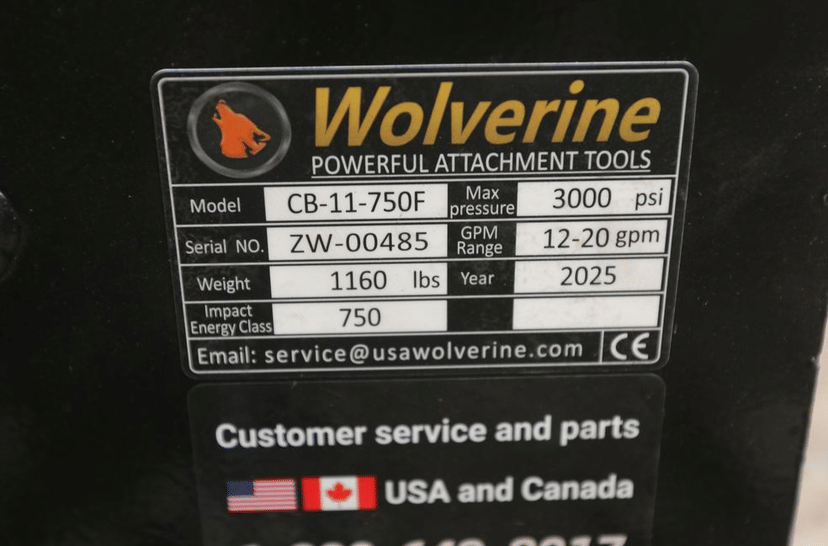 Wolverine
POWERFUL ATTACHMENT TOOLS
Model CB-11-750F Max pressure 3000 psi
Serial NO. ZW-00485 GPM Range 12-20 gpm
Weight 1160 lbs Year 2025
Impact Energy Class 750
Email: service@usawolverine.com CE
Customer service and parts
USA and Canada